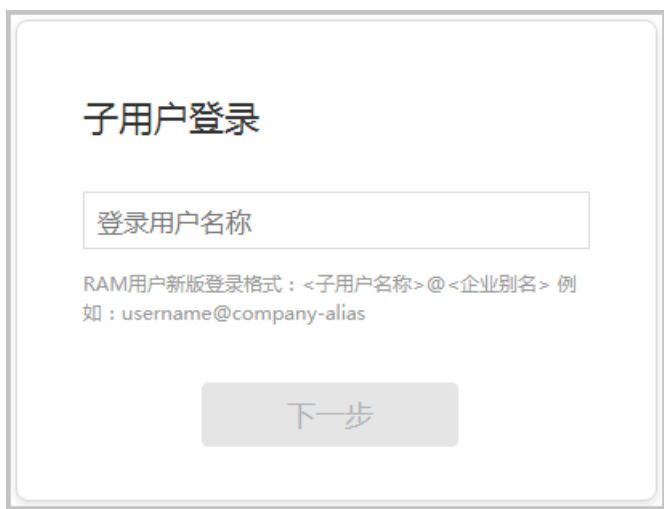 子用户登录
登录用户名称
RAM用户新版登录格式：<子用户名称>@<企业别名> 例
如：username@company-alias
下一步